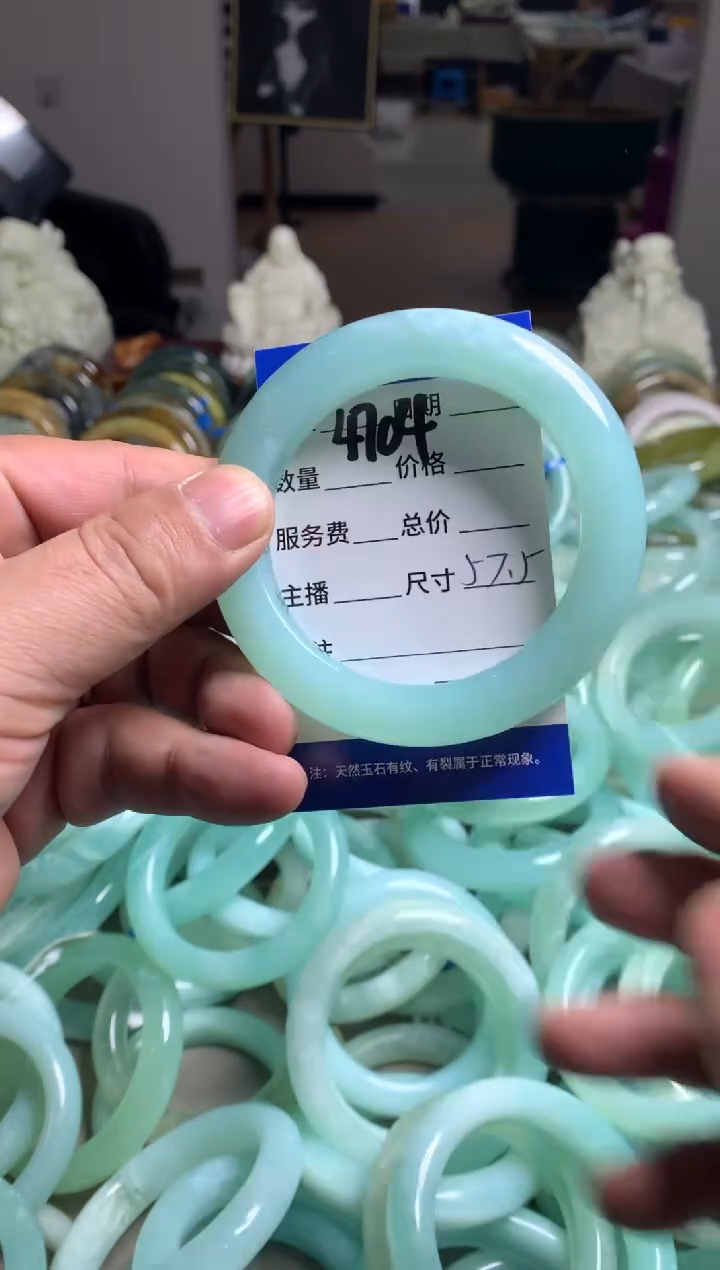 4704 日期
数量 价格
服务费 总价
主播 尺寸 57.5
注
注：天然玉石有纹、有裂属于正常现象。